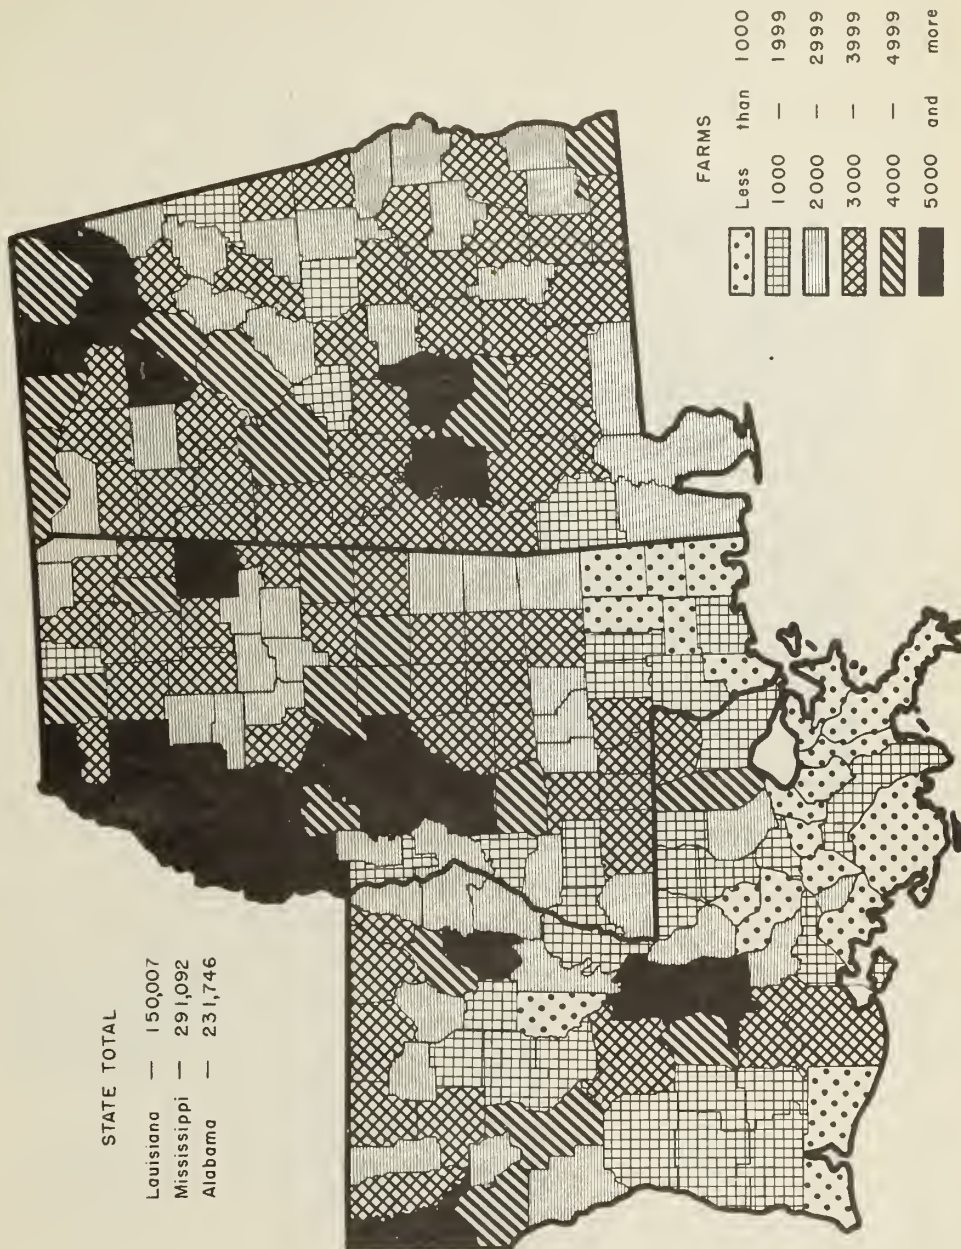 STATE TOTAL
Lauisiana — 150,007
Mississippi — 291,092
Alabama — 231,746
FARMS
Less than 1000
1000 — 1999
2000 — 2999
3000 — 3999
4000 — 4999
5000 and more